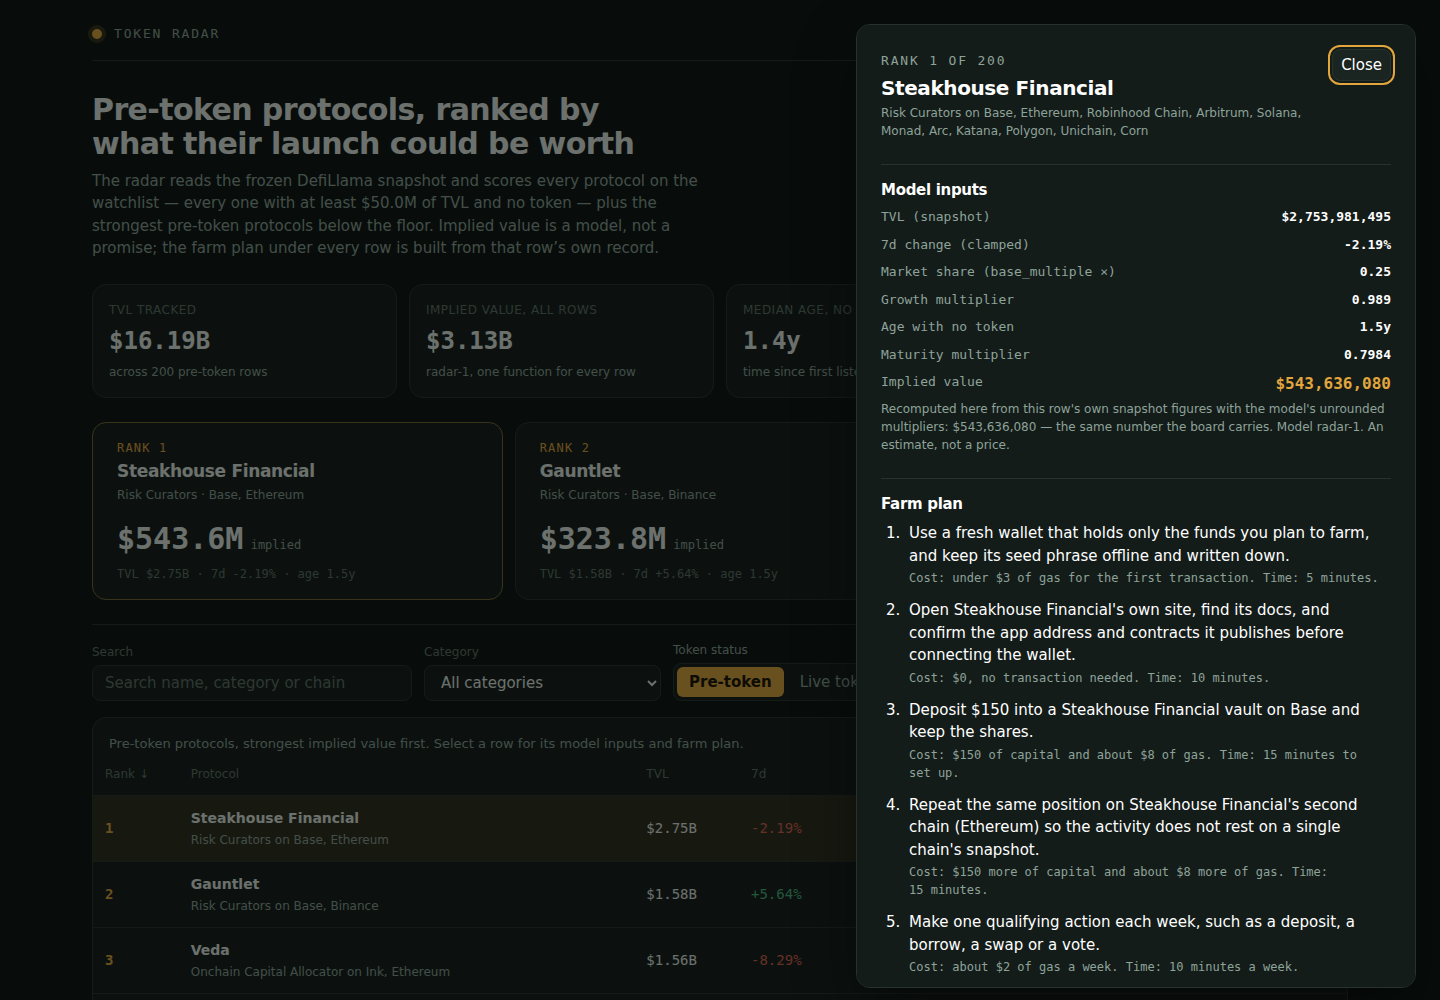 TOKEN RADAR
Pre-token protocols, ranked by
what their launch could be worth
The radar reads the frozen DefiLlama snapshot and scores every protocol on the
watchlist — every one with at least $50.0M of TVL and no token — plus the
strongest pre-token protocols below the floor. Implied value is a model, not a
promise; the farm plan under every row is built from that row’s own record.
TVL TRACKED
$16.19B
across 200 pre-token rows
IMPLIED VALUE, ALL ROWS
$3.13B
radar-1, one function for every row
MEDIAN AGE, NO
1.4y
time since first liste
RANK 1
Steakhouse Financial
Risk Curators · Base, Ethereum
$543.6M implied
TVL $2.75B · 7d -2.19% · age 1.5y
RANK 2
Gauntlet
Risk Curators · Base, Binance
$323.8M implied
TVL $1.58B · 7d +5.64% · age 1.5y
Search
Search name, category or chain
Category
All categories
Token status
Pre-token
Live tok
Pre-token protocols, strongest implied value first. Select a row for its model inputs and farm plan.
Rank ↓ Protocol TVL 7d
1 Steakhouse Financial $2.75B -2.19%
Risk Curators on Base, Ethereum
2 Gauntlet $1.58B +5.64%
Risk Curators on Base, Binance
3 Veda $1.56B -8.29%
Onchain Capital Allocator on Ink, Ethereum
RANK 1 OF 200
Close
Steakhouse Financial
Risk Curators on Base, Ethereum, Robinhood Chain, Arbitrum, Solana,
Monad, Arc, Katana, Polygon, Unichain, Corn
Model inputs
TVL (snapshot) $2,753,981,495
7d change (clamped) -2.19%
Market share (base_multiple ×) 0.25
Growth multiplier 0.989
Age with no token 1.5y
Maturity multiplier 0.7984
Implied value $543,636,080
Recomputed here from this row's own snapshot figures with the model's unrounded
multipliers: $543,636,080 — the same number the board carries. Model radar-1. An
estimate, not a price.
Farm plan
1. Use a fresh wallet that holds only the funds you plan to farm,
and keep its seed phrase offline and written down.
Cost: under $3 of gas for the first transaction. Time: 5 minutes.
2. Open Steakhouse Financial's own site, find its docs, and
confirm the app address and contracts it publishes before
connecting the wallet.
Cost: $0, no transaction needed. Time: 10 minutes.
3. Deposit $150 into a Steakhouse Financial vault on Base and
keep the shares.
Cost: $150 of capital and about $8 of gas. Time: 15 minutes to
set up.
4. Repeat the same position on Steakhouse Financial's second
chain (Ethereum) so the activity does not rest on a single
chain's snapshot.
Cost: $150 more of capital and about $8 more of gas. Time:
15 minutes.
5. Make one qualifying action each week, such as a deposit, a
borrow, a swap or a vote.
Cost: about $2 of gas a week. Time: 10 minutes a week.